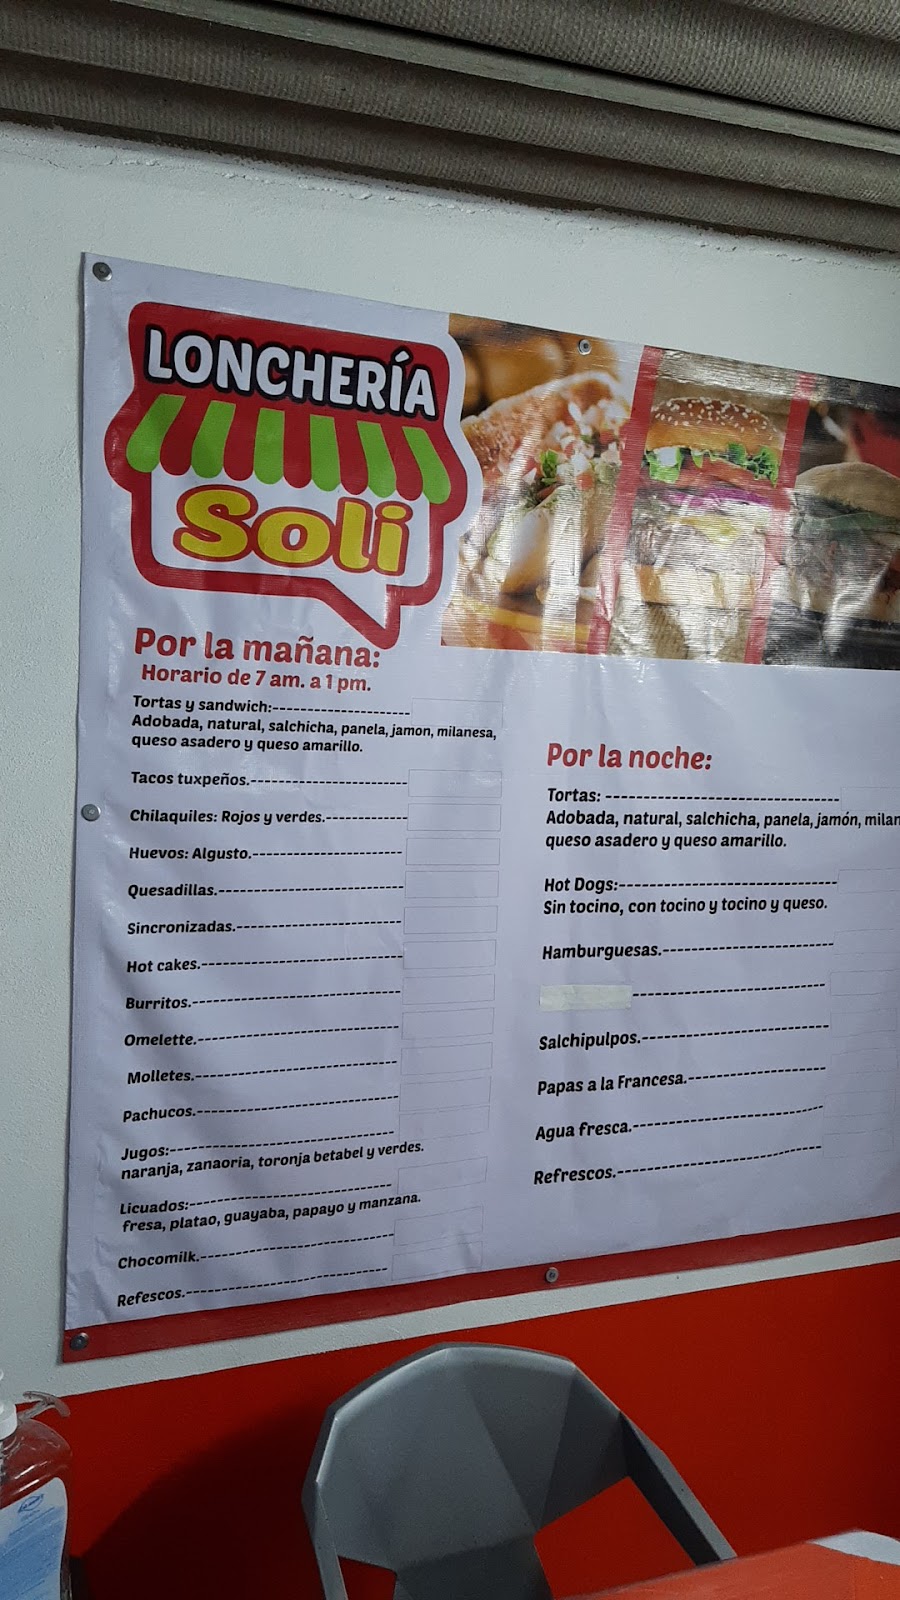 LONCHERÍA
Soli
Por la mañana:
Horario de 7 am. a 1 pm.
Tortas y sandwich:
Adobada, natural, salchicha, panela, jamon, milanesa,
queso asadero y queso amarillo.
Tacos tuxpeños.
Chilaquiles: Rojos y verdes.
Huevos: Algusto.
Quesadillas.
Sincronizadas.
Hot cakes.
Burritos.
Omelette.
Molletes.
Pachucos.
Jugos:
naranja, zanaoria, toronja betabel y verdes.
Licuados:
fresa, platao, guayaba, papayo y manzana.
Chocomilk.
Refescos.
Por la noche:
Tortas:
Adobada, natural, salchicha, panela, jamón, milan
queso asadero y queso amarillo.
Hot Dogs:
Sin tocino, con tocino y tocino y queso.
Hamburguesas.
Salchipulpos.
Papas a la Francesa.
Agua fresca.
Refrescos.